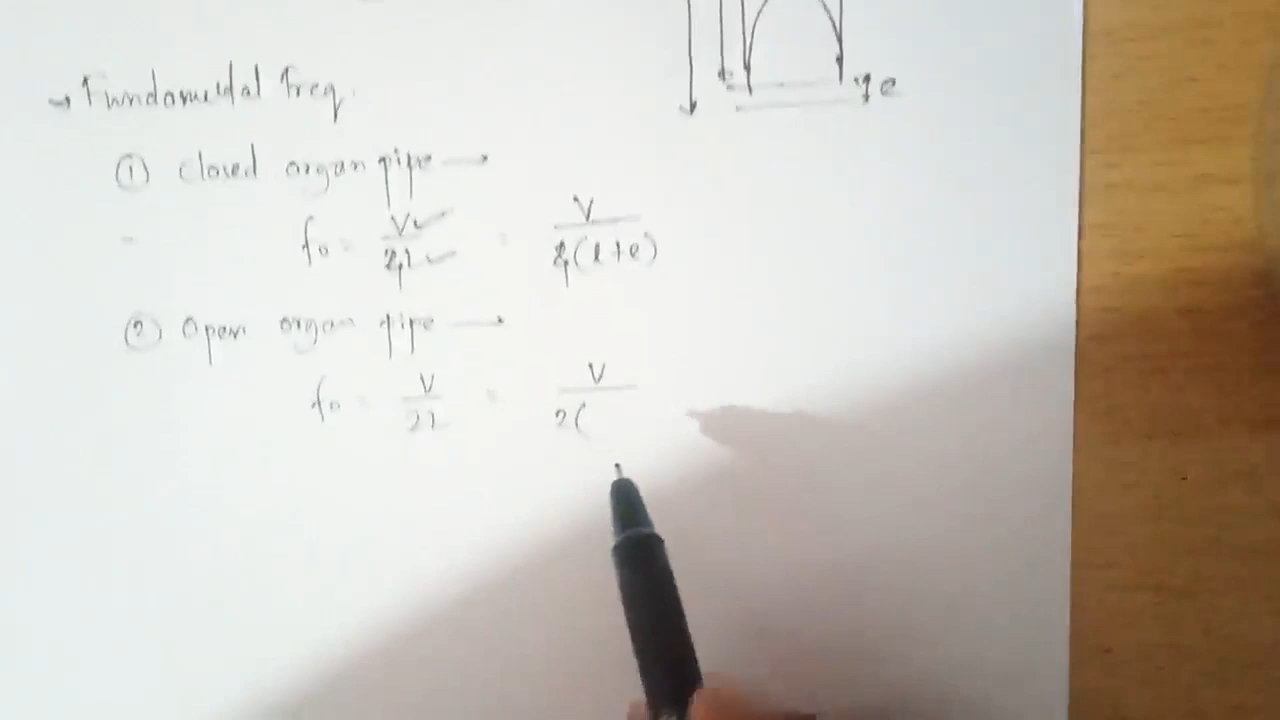 e
→ Fundamental freq.
① Closed organ pipe →
f₀ = V/4l = V/4(l+e)
② Open organ pipe →
f₀ = V/2l = V/2(